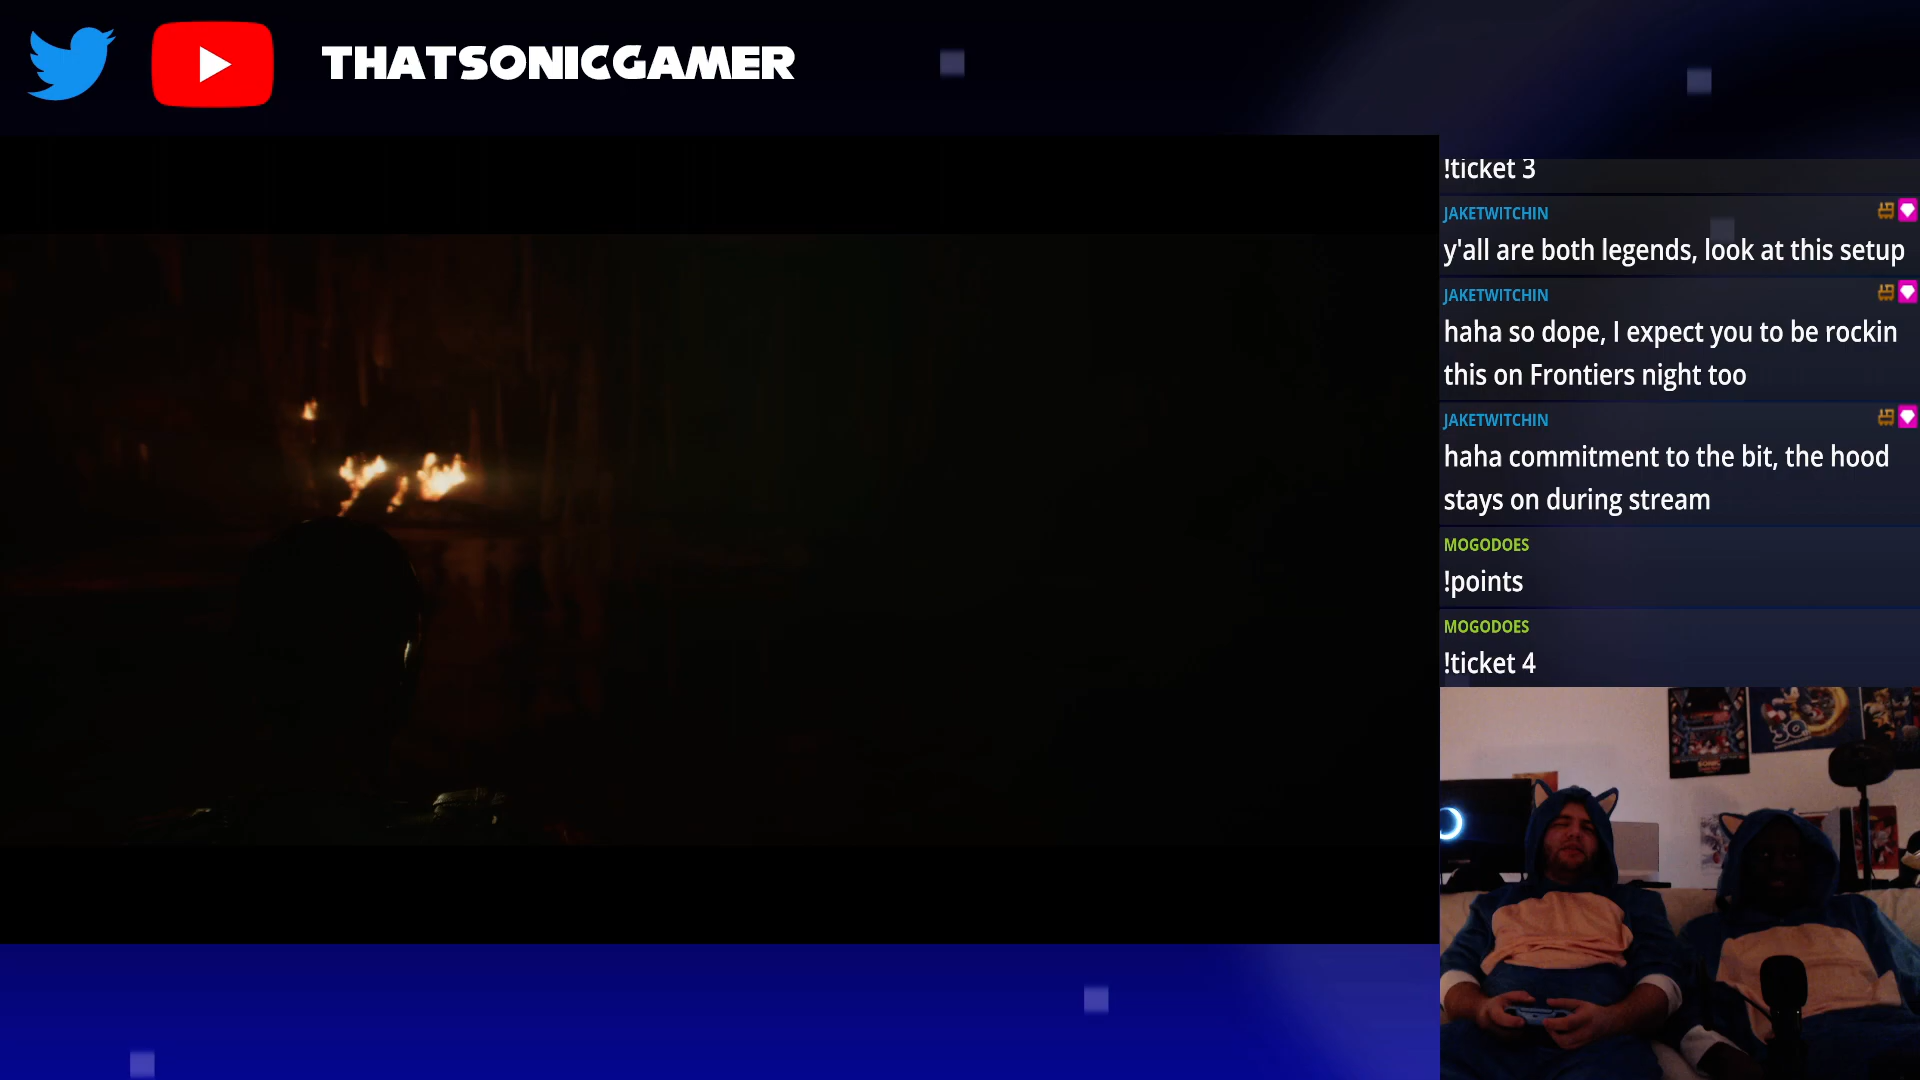 THATSONICGAMER
!ticket 3
JAKETWITCHIN
y'all are both legends, look at this setup
JAKETWITCHIN
haha so dope, I expect you to be rockin
this on Frontiers night too
JAKETWITCHIN
haha commitment to the bit, the hood
stays on during stream
MOGODOES
!points
MOGODOES
!ticket 4
SONIC
30